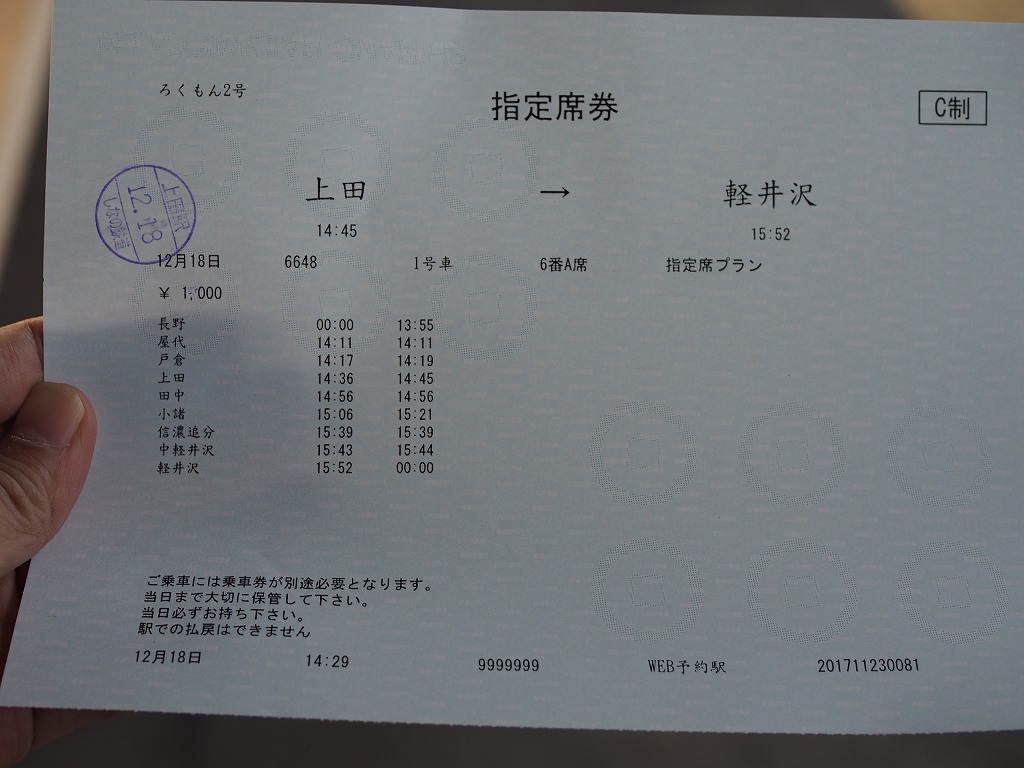 ろくもん2号
指定席券
C制
上田 → 軽井沢
14:45 15:52
上田駅
12.18
しなの鉄道
12月18日 6648 1号車 6番A席 指定席プラン
¥ 1,000
長野 00:00 13:55
屋代 14:11 14:11
戸倉 14:17 14:19
上田 14:36 14:45
田中 14:56 14:56
小諸 15:06 15:21
信濃追分 15:39 15:39
中軽井沢 15:43 15:44
軽井沢 15:52 00:00
ご乗車には乗車券が別途必要となります。
当日まで大切に保管して下さい。
当日必ずお持ち下さい。
駅での払戻はできません
12月18日 14:29 9999999 WEB予約駅 201711230081